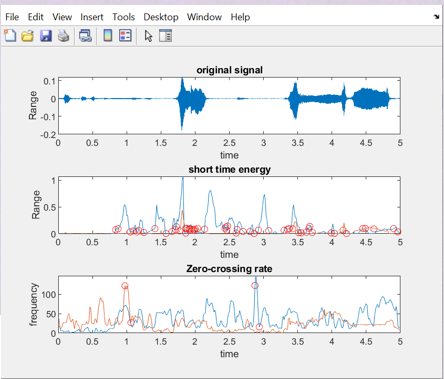 File Edit View Insert Tools Desktop Window Help
original signal
Range
0.1
0
-0.1
-0.2
0 0.5 1 1.5 2 2.5 3 3.5 4 4.5 5
time
short time energy
Range
1
0.5
0
0 0.5 1 1.5 2 2.5 3 3.5 4 4.5 5
time
Zero-crossing rate
frequency
100
50
0
0 0.5 1 1.5 2 2.5 3 3.5 4 4.5 5
time